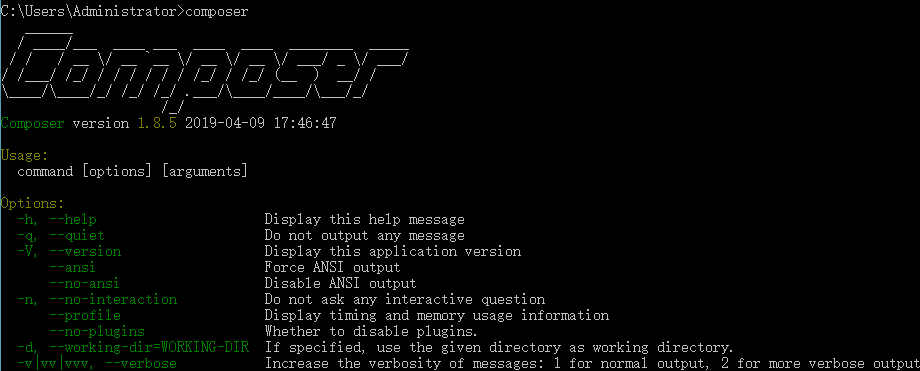 C:\Users\Administrator>composer
Composer
Composer version 1.8.5 2019-04-09 17:46:47
Usage:
command [options] [arguments]
Options:
-h, --help Display this help message
-q, --quiet Do not output any message
-V, --version Display this application version
--ansi Force ANSI output
--no-ansi Disable ANSI output
-n, --no-interaction Do not ask any interactive question
--profile Display timing and memory usage information
--no-plugins Whether to disable plugins.
-d, --working-dir=WORKING-DIR If specified, use the given directory as working directory.
-v|vv|vvv, --verbose Increase the verbosity of messages: 1 for normal output, 2 for more verbose output